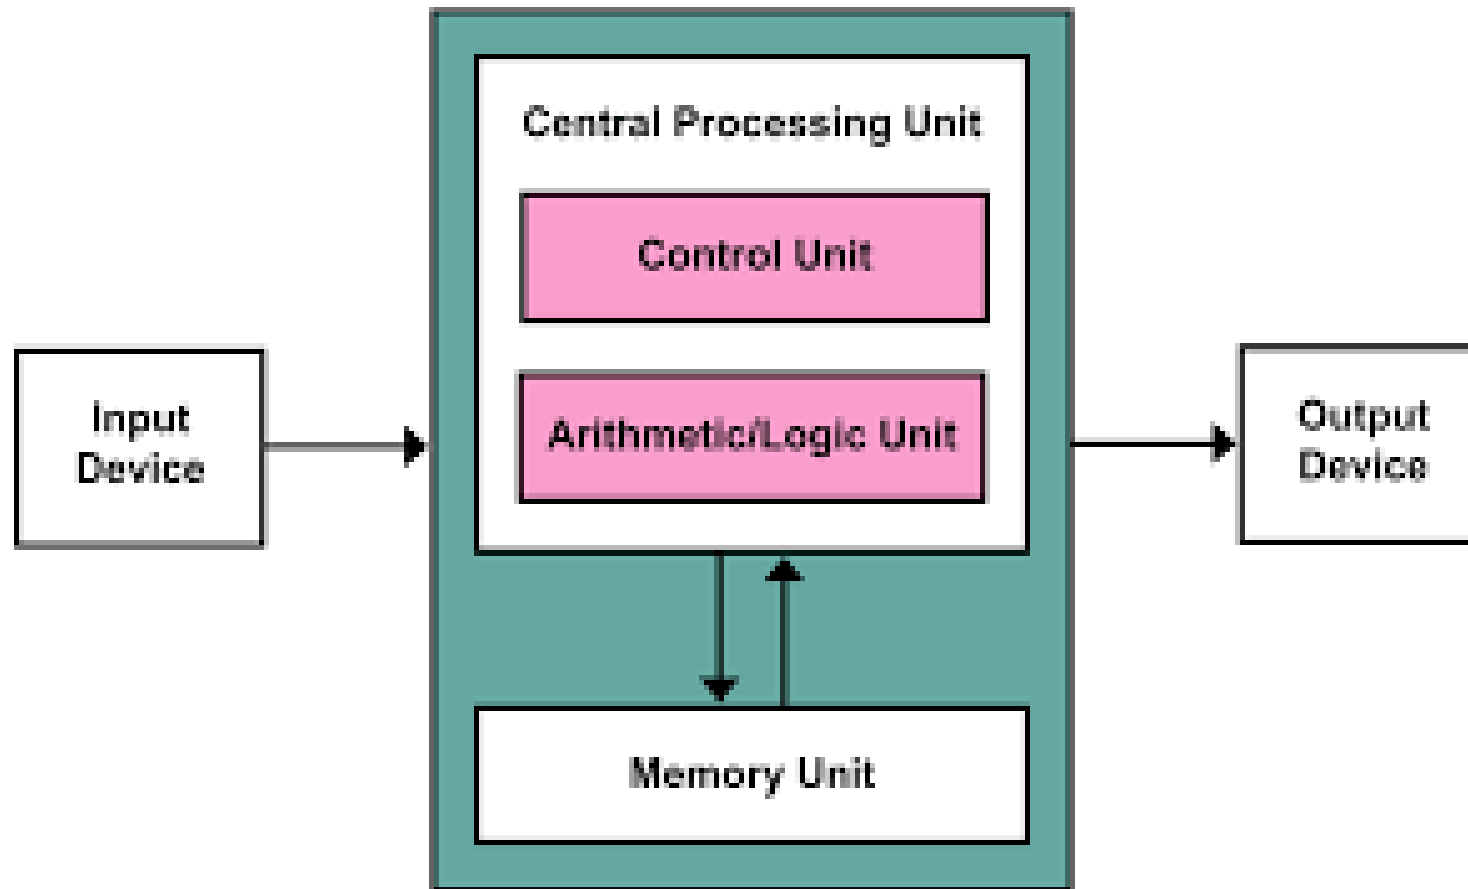 Central Processing Unit
Control Unit
Arithmetic/Logic Unit
Input
Device
Output
Device
Memory Unit